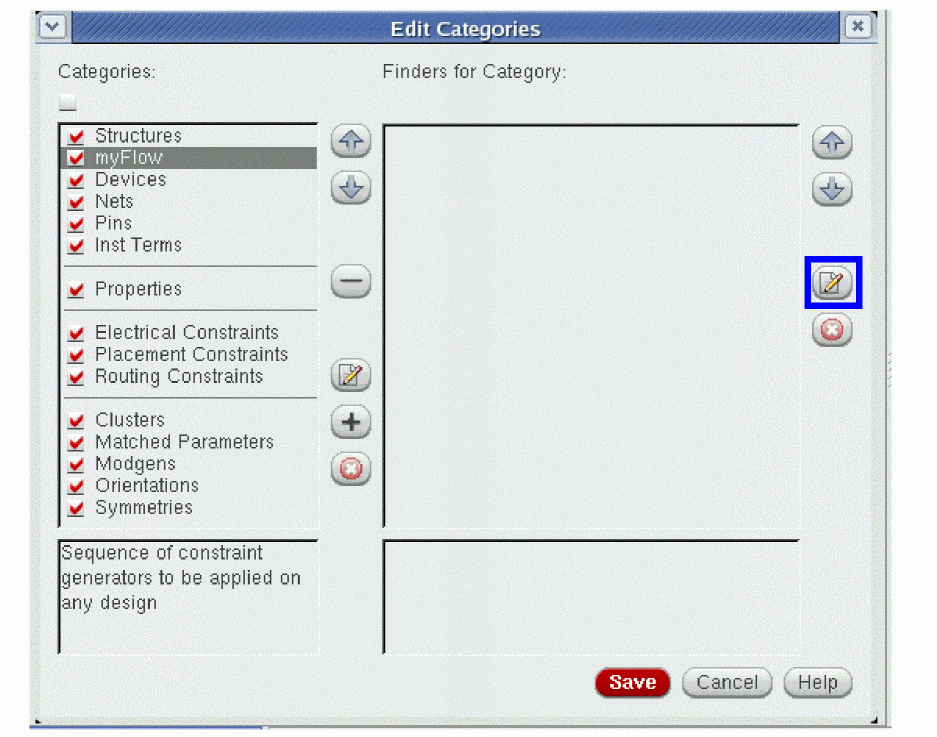 Edit Categories
Categories:
Finders for Category:
Structures
myFlow
Devices
Nets
Pins
Inst Terms
Properties
Electrical Constraints
Placement Constraints
Routing Constraints
Clusters
Matched Parameters
Modgens
Orientations
Symmetries
Sequence of constraint
generators to be applied on
any design
Save
Cancel
Help